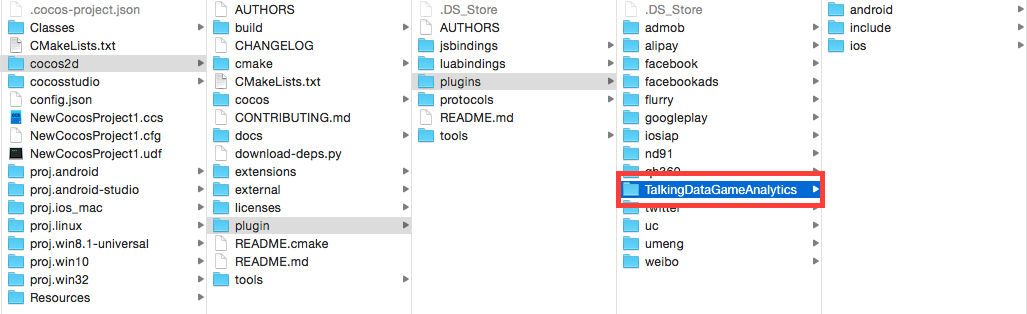 .cocos-project.json
Classes
CMakeLists.txt
cocos2d
cocosstudio
config.json
NewCocosProject1.ccs
NewCocosProject1.cfg
NewCocosProject1.udf
proj.android
proj.android-studio
proj.ios_mac
proj.linux
proj.win8.1-universal
proj.win10
proj.win32
Resources
AUTHORS
build
CHANGELOG
cmake
CMakeLists.txt
cocos
CONTRIBUTING.md
docs
download-deps.py
extensions
external
licenses
plugin
README.cmake
README.md
tools
.DS_Store
AUTHORS
jsbindings
luabindings
plugins
protocols
README.md
tools
.DS_Store
admob
alipay
facebook
facebookads
flurry
googleplay
iosiap
nd91
qh360
TalkingDataGameAnalytics
twitter
uc
umeng
weibo
android
include
ios